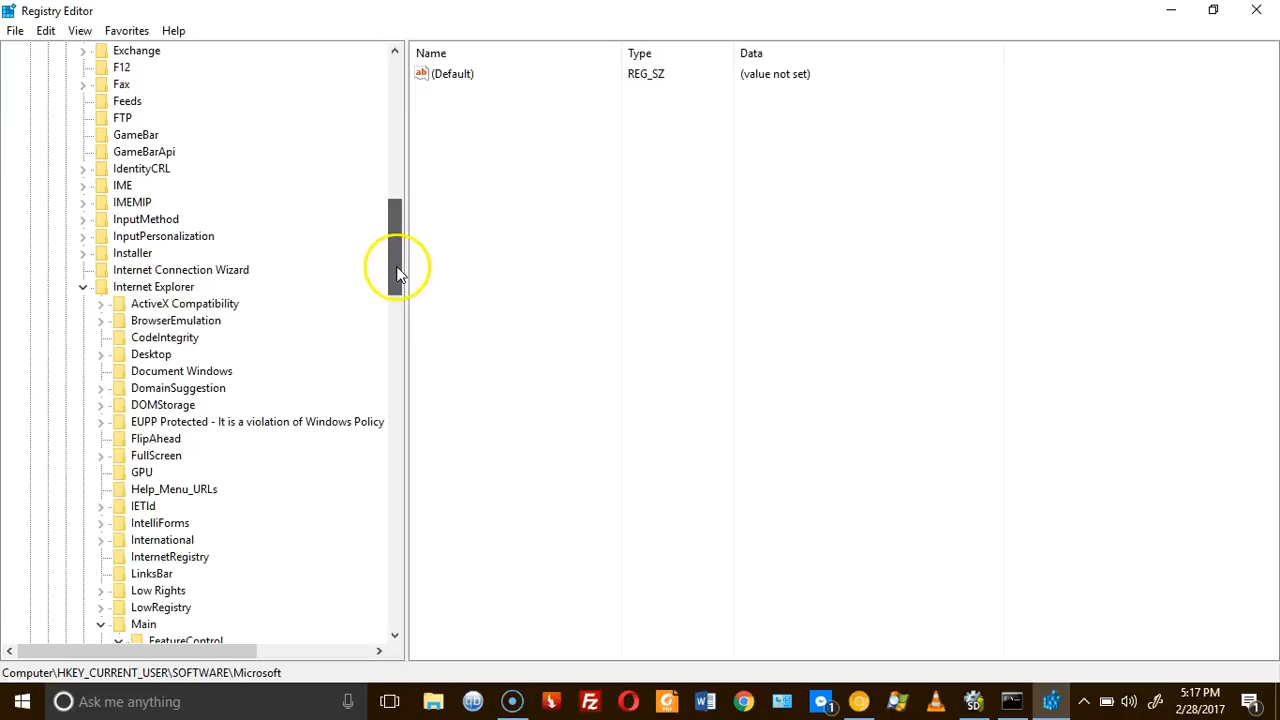 Registry Editor
File Edit View Favorites Help
Exchange
F12
Fax
Feeds
FTP
GameBar
GameBarApi
IdentityCRL
IME
IMEMIP
InputMethod
InputPersonalization
Installer
Internet Connection Wizard
Internet Explorer
ActiveX Compatibility
BrowserEmulation
CodeIntegrity
Desktop
Document Windows
DomainSuggestion
DOMStorage
EUPP Protected - It is a violation of Windows Policy
FlipAhead
FullScreen
GPU
Help_Menu_URLs
IETld
IntelliForms
International
InternetRegistry
LinksBar
Low Rights
LowRegistry
Main
FeatureControl
Name Type Data
ab (Default) REG_SZ (value not set)
Computer\HKEY_CURRENT_USER\SOFTWARE\Microsoft
Ask me anything
1
SD
5:17 PM
2/28/2017
1